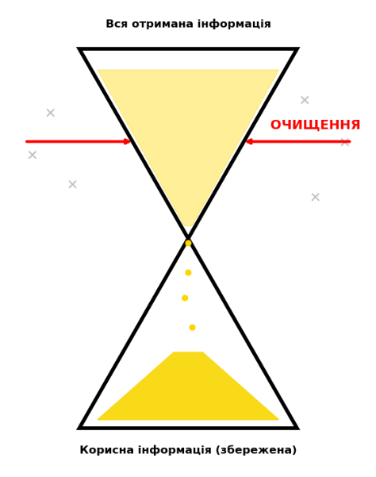 Вся отримана інформація
ОЧИЩЕННЯ
Корисна інформація (збережена)